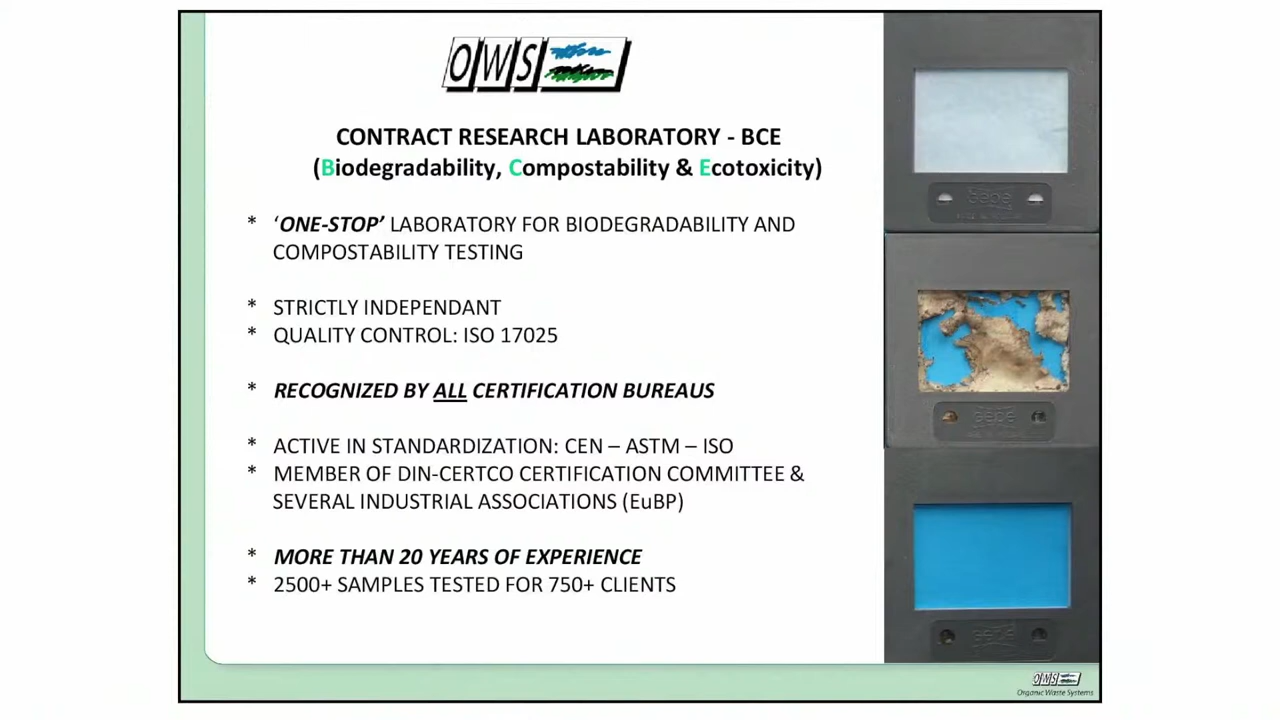 OWS
CONTRACT RESEARCH LABORATORY - BCE
(Biodegradability, Compostability & Ecotoxicity)
* ‘ONE-STOP’ LABORATORY FOR BIODEGRADABILITY AND
COMPOSTABILITY TESTING
* STRICTLY INDEPENDANT
* QUALITY CONTROL: ISO 17025
* RECOGNIZED BY ALL CERTIFICATION BUREAUS
* ACTIVE IN STANDARDIZATION: CEN – ASTM – ISO
* MEMBER OF DIN-CERTCO CERTIFICATION COMMITTEE &
SEVERAL INDUSTRIAL ASSOCIATIONS (EuBP)
* MORE THAN 20 YEARS OF EXPERIENCE
* 2500+ SAMPLES TESTED FOR 750+ CLIENTS
gepe
gepe
gepe
OWS
Organic Waste Systems